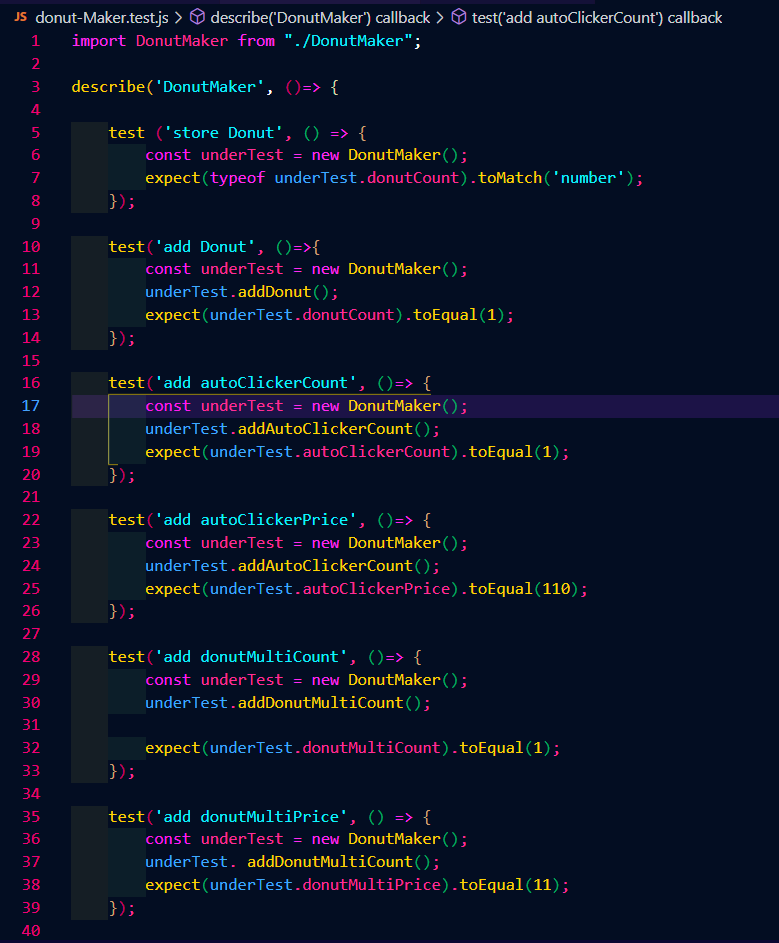 JS donut-Maker.test.js > describe('DonutMaker') callback > test('add autoClickerCount') callback
1 import DonutMaker from "./DonutMaker";
2
3 describe('DonutMaker', ()=> {
4
5 test ('store Donut', () => {
6 const underTest = new DonutMaker();
7 expect(typeof underTest.donutCount).toMatch('number');
8 });
9
10 test('add Donut', ()=>{
11 const underTest = new DonutMaker();
12 underTest.addDonut();
13 expect(underTest.donutCount).toEqual(1);
14 });
15
16 test('add autoClickerCount', ()=> {
17 const underTest = new DonutMaker();
18 underTest.addAutoClickerCount();
19 expect(underTest.autoClickerCount).toEqual(1);
20 });
21
22 test('add autoClickerPrice', ()=> {
23 const underTest = new DonutMaker();
24 underTest.addAutoClickerCount();
25 expect(underTest.autoClickerPrice).toEqual(110);
26 });
27
28 test('add donutMultiCount', ()=> {
29 const underTest = new DonutMaker();
30 underTest.addDonutMultiCount();
31
32 expect(underTest.donutMultiCount).toEqual(1);
33 });
34
35 test('add donutMultiPrice', () => {
36 const underTest = new DonutMaker();
37 underTest. addDonutMultiCount();
38 expect(underTest.donutMultiPrice).toEqual(11);
39 });
40